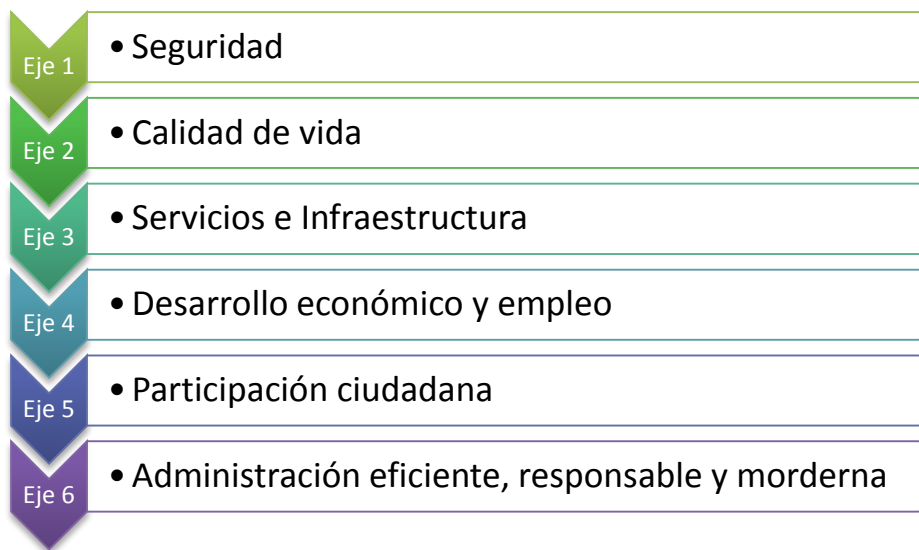 Eje 1
• Seguridad
Eje 2
• Calidad de vida
Eje 3
• Servicios e Infraestructura
Eje 4
• Desarrollo económico y empleo
Eje 5
• Participación ciudadana
Eje 6
• Administración eficiente, responsable y morderna